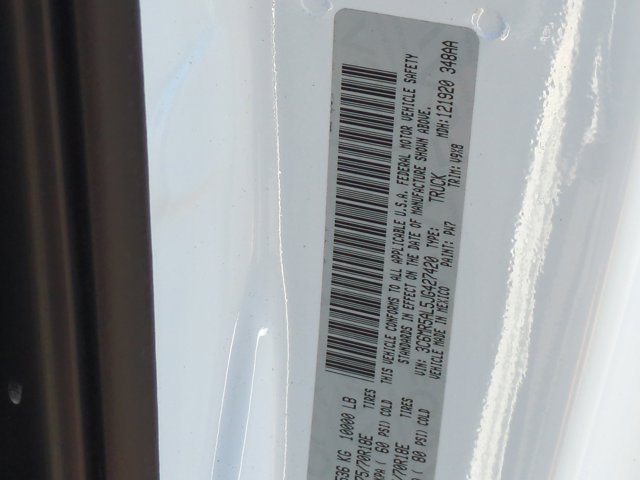 536 KG 10000 LB
75/70R18E TIRES
KPA ( 60 PSI) COLD
/70R18E TIRES
( 80 PSI) COLD
THIS VEHICLE CONFORMS TO ALL APPLICABLE U.S.A. FEDERAL MOTOR VEHICLE SAFETY
STANDARDS IN EFFECT ON THE DATE OF MANUFACTURE SHOWN ABOVE.
VIN: 3C6YR5AL5JG427420 TYPE: TRUCK MDH:121920 348AA
VEHICLE MADE IN MEXICO PAINT: PW7 TRIM: V9X8